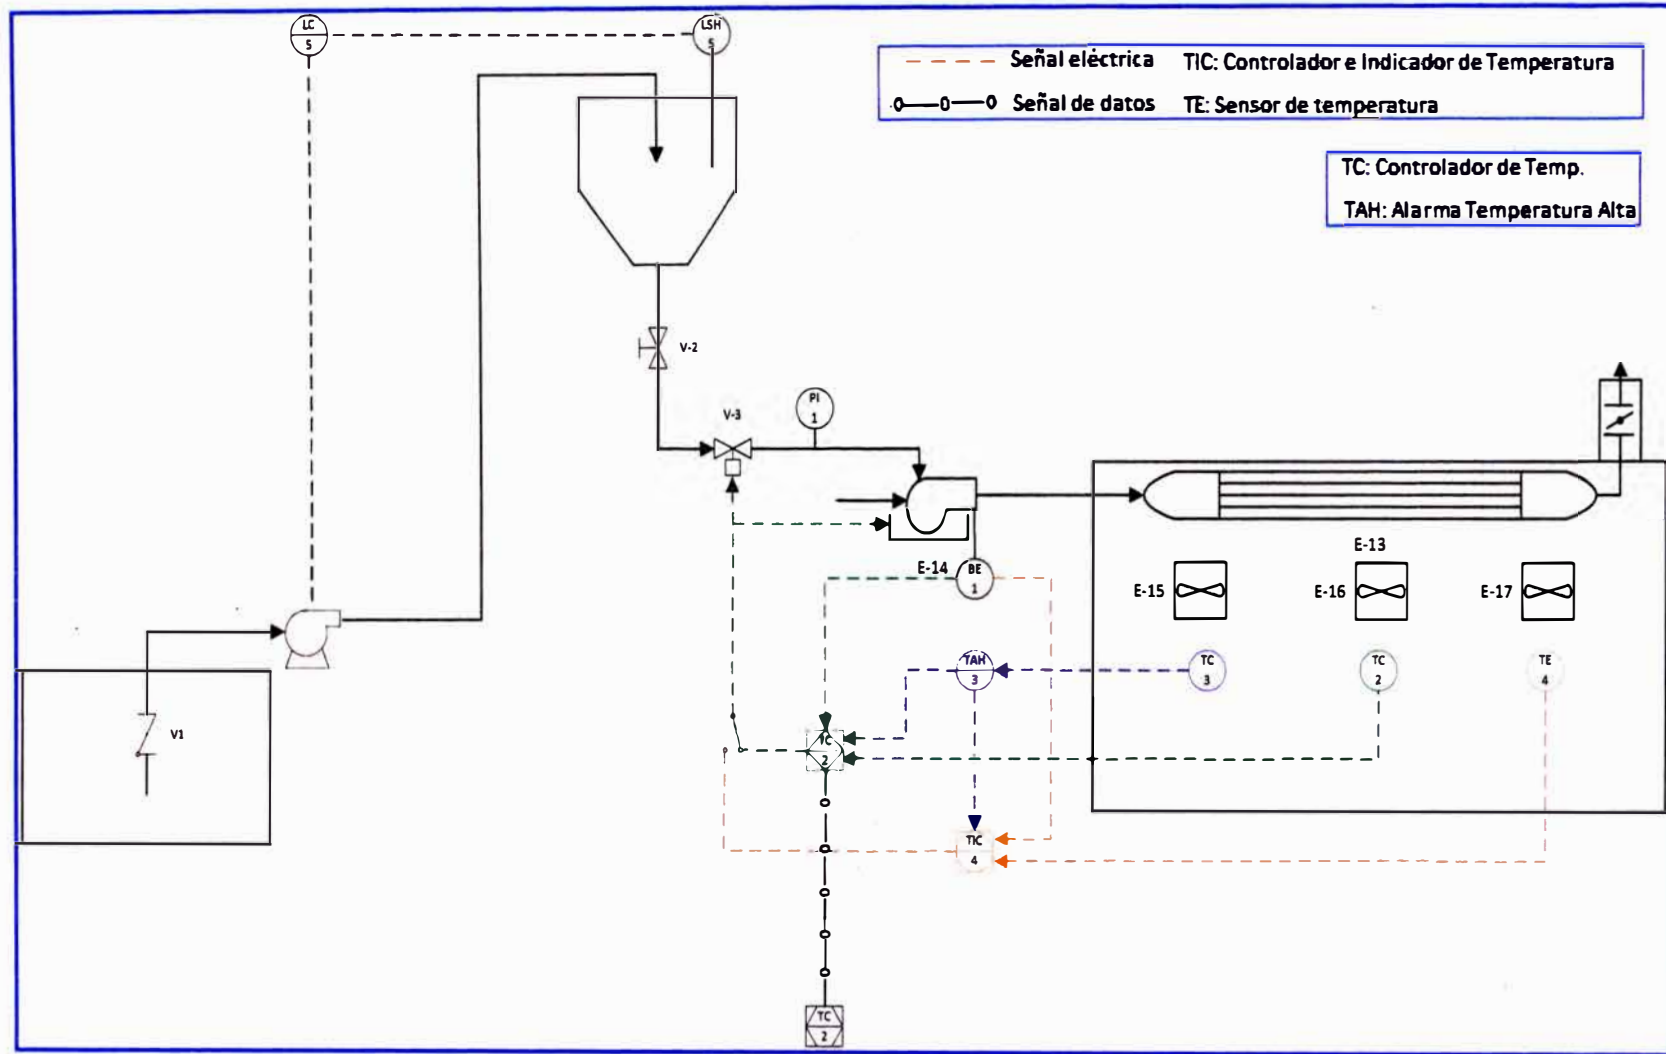 LC
5
LSH
5
Señal eléctrica TIC: Controlador e Indicador de Temperatura
Señal de datos TE: Sensor de temperatura
TC: Controlador de Temp.
TAH: Alarma Temperatura Alta
V-2
V-3
PI
1
E-13
E-14
BE
1
E-15
E-16
E-17
TAH
3
TC
3
TC
2
TE
4
V1
TC
2
TIC
4
TC
2